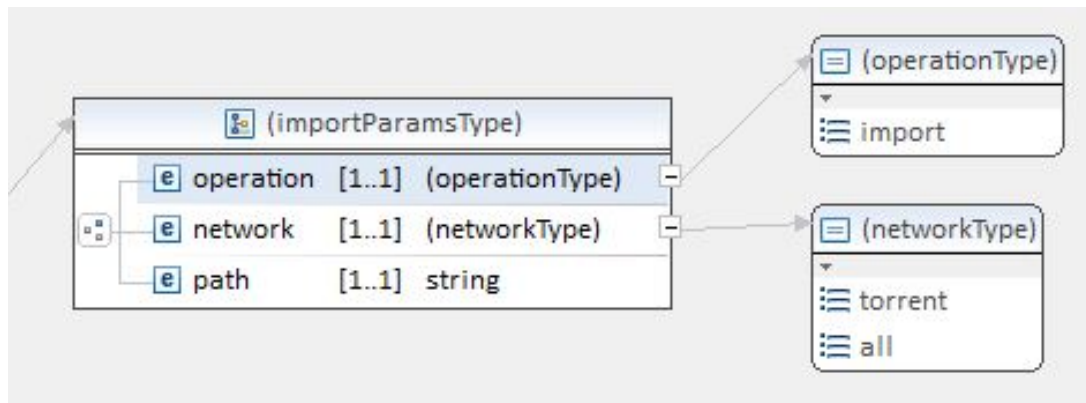 (importParamsType)
e operation [1..1] (operationType)
e network [1..1] (networkType)
e path [1..1] string
(operationType)
import
(networkType)
torrent
all